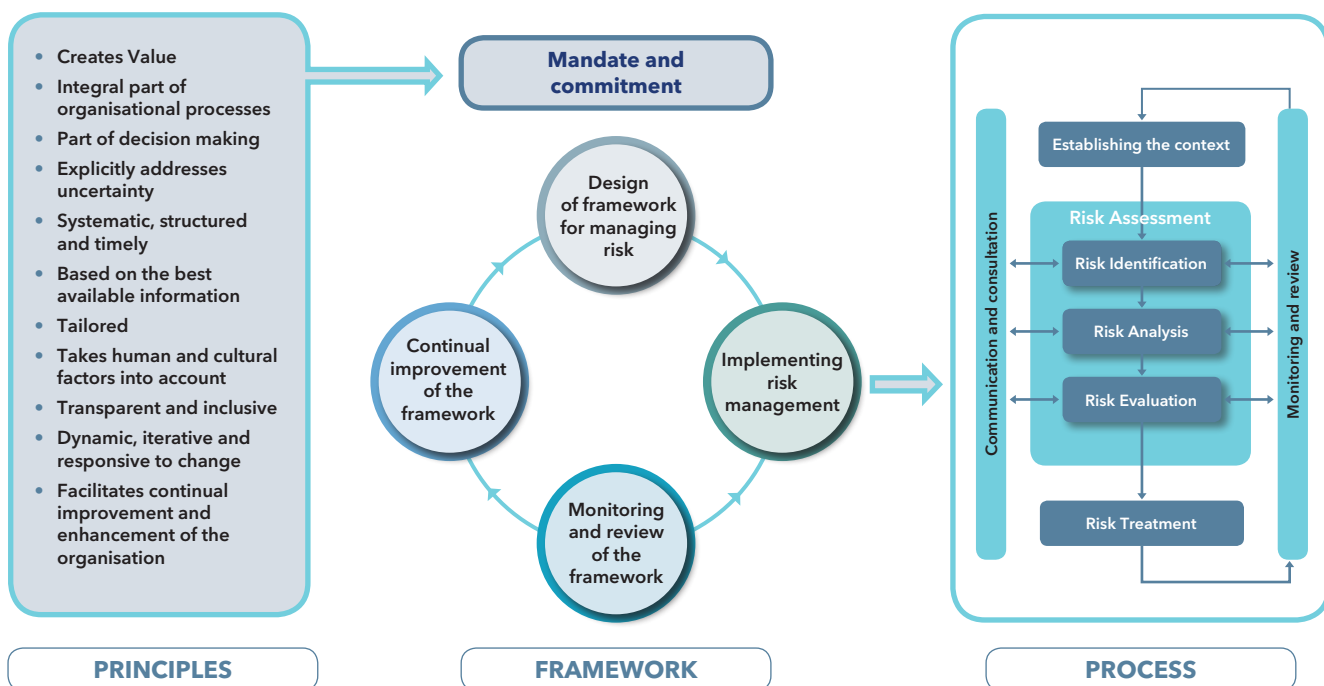 • Creates Value
• Integral part of
organisational processes
• Part of decision making
• Explicitly addresses
uncertainty
• Systematic, structured
and timely
• Based on the best
available information
• Tailored
• Takes human and cultural
factors into account
• Transparent and inclusive
• Dynamic, iterative and
responsive to change
• Facilitates continual
improvement and
enhancement of the
organisation
PRINCIPLES
Mandate and
commitment
Design
of framework
for managing
risk
Implementing
risk
management
Monitoring
and review
of the
framework
Continual
improvement
of the
framework
FRAMEWORK
Communication and consultation
Establishing the context
Risk Assessment
Risk Identification
Risk Analysis
Risk Evaluation
Risk Treatment
Monitoring and review
PROCESS